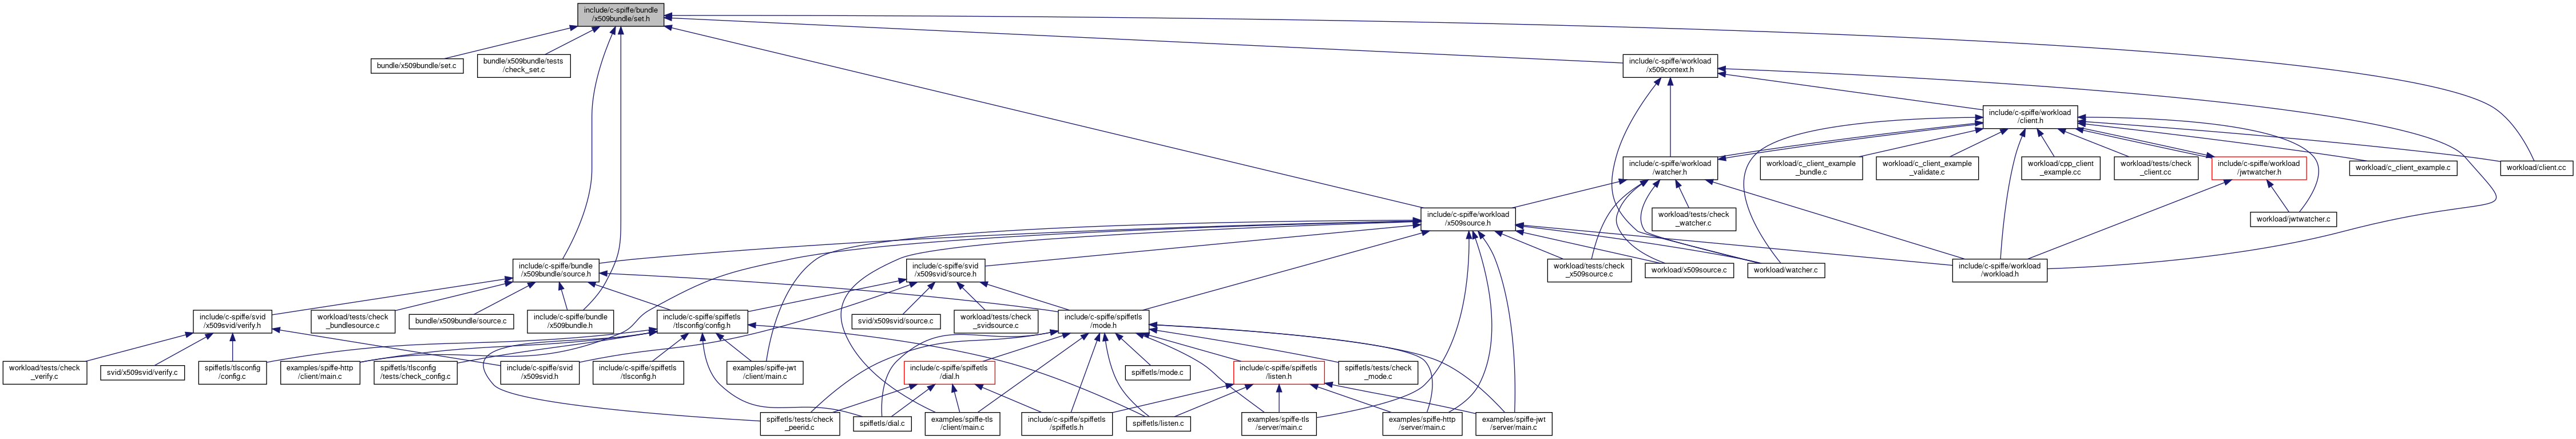 include/c-spiffe/bundle
/x509bundle/set.h
bundle/x509bundle/set.c
bundle/x509bundle/tests
/check_set.c
include/c-spiffe/workload
/x509context.h
include/c-spiffe/workload
/client.h
include/c-spiffe/workload
/watcher.h
workload/c_client_example
_bundle.c
workload/c_client_example
_validate.c
workload/cpp_client
_example.cc
workload/tests/check
_client.cc
include/c-spiffe/workload
/jwtwatcher.h
workload/c_client_example.c
workload/client.cc
include/c-spiffe/workload
/x509source.h
workload/tests/check
_watcher.c
workload/jwtwatcher.c
include/c-spiffe/bundle
/x509bundle/source.h
include/c-spiffe/svid
/x509svid/source.h
workload/tests/check
_x509source.c
workload/x509source.c
workload/watcher.c
include/c-spiffe/workload
/workload.h
include/c-spiffe/svid
/x509svid/verify.h
workload/tests/check
_bundlesource.c
bundle/x509bundle/source.c
include/c-spiffe/bundle
/x509bundle.h
include/c-spiffe/spiffetls
/tlsconfig/config.h
svid/x509svid/source.c
workload/tests/check
_svidsource.c
include/c-spiffe/spiffetls
/mode.h
workload/tests/check
_verify.c
svid/x509svid/verify.c
spiffetls/tlsconfig
/config.c
examples/spiffe-http
/client/main.c
spiffetls/tlsconfig
/tests/check_config.c
include/c-spiffe/svid
/x509svid.h
include/c-spiffe/spiffetls
/tlsconfig.h
examples/spiffe-jwt
/client/main.c
include/c-spiffe/spiffetls
/dial.h
spiffetls/mode.c
include/c-spiffe/spiffetls
/listen.h
spiffetls/tests/check
_mode.c
spiffetls/tests/check
_peerid.c
spiffetls/dial.c
examples/spiffe-tls
/client/main.c
include/c-spiffe/spiffetls
/spiffetls.h
spiffetls/listen.c
examples/spiffe-tls
/server/main.c
examples/spiffe-http
/server/main.c
examples/spiffe-jwt
/server/main.c